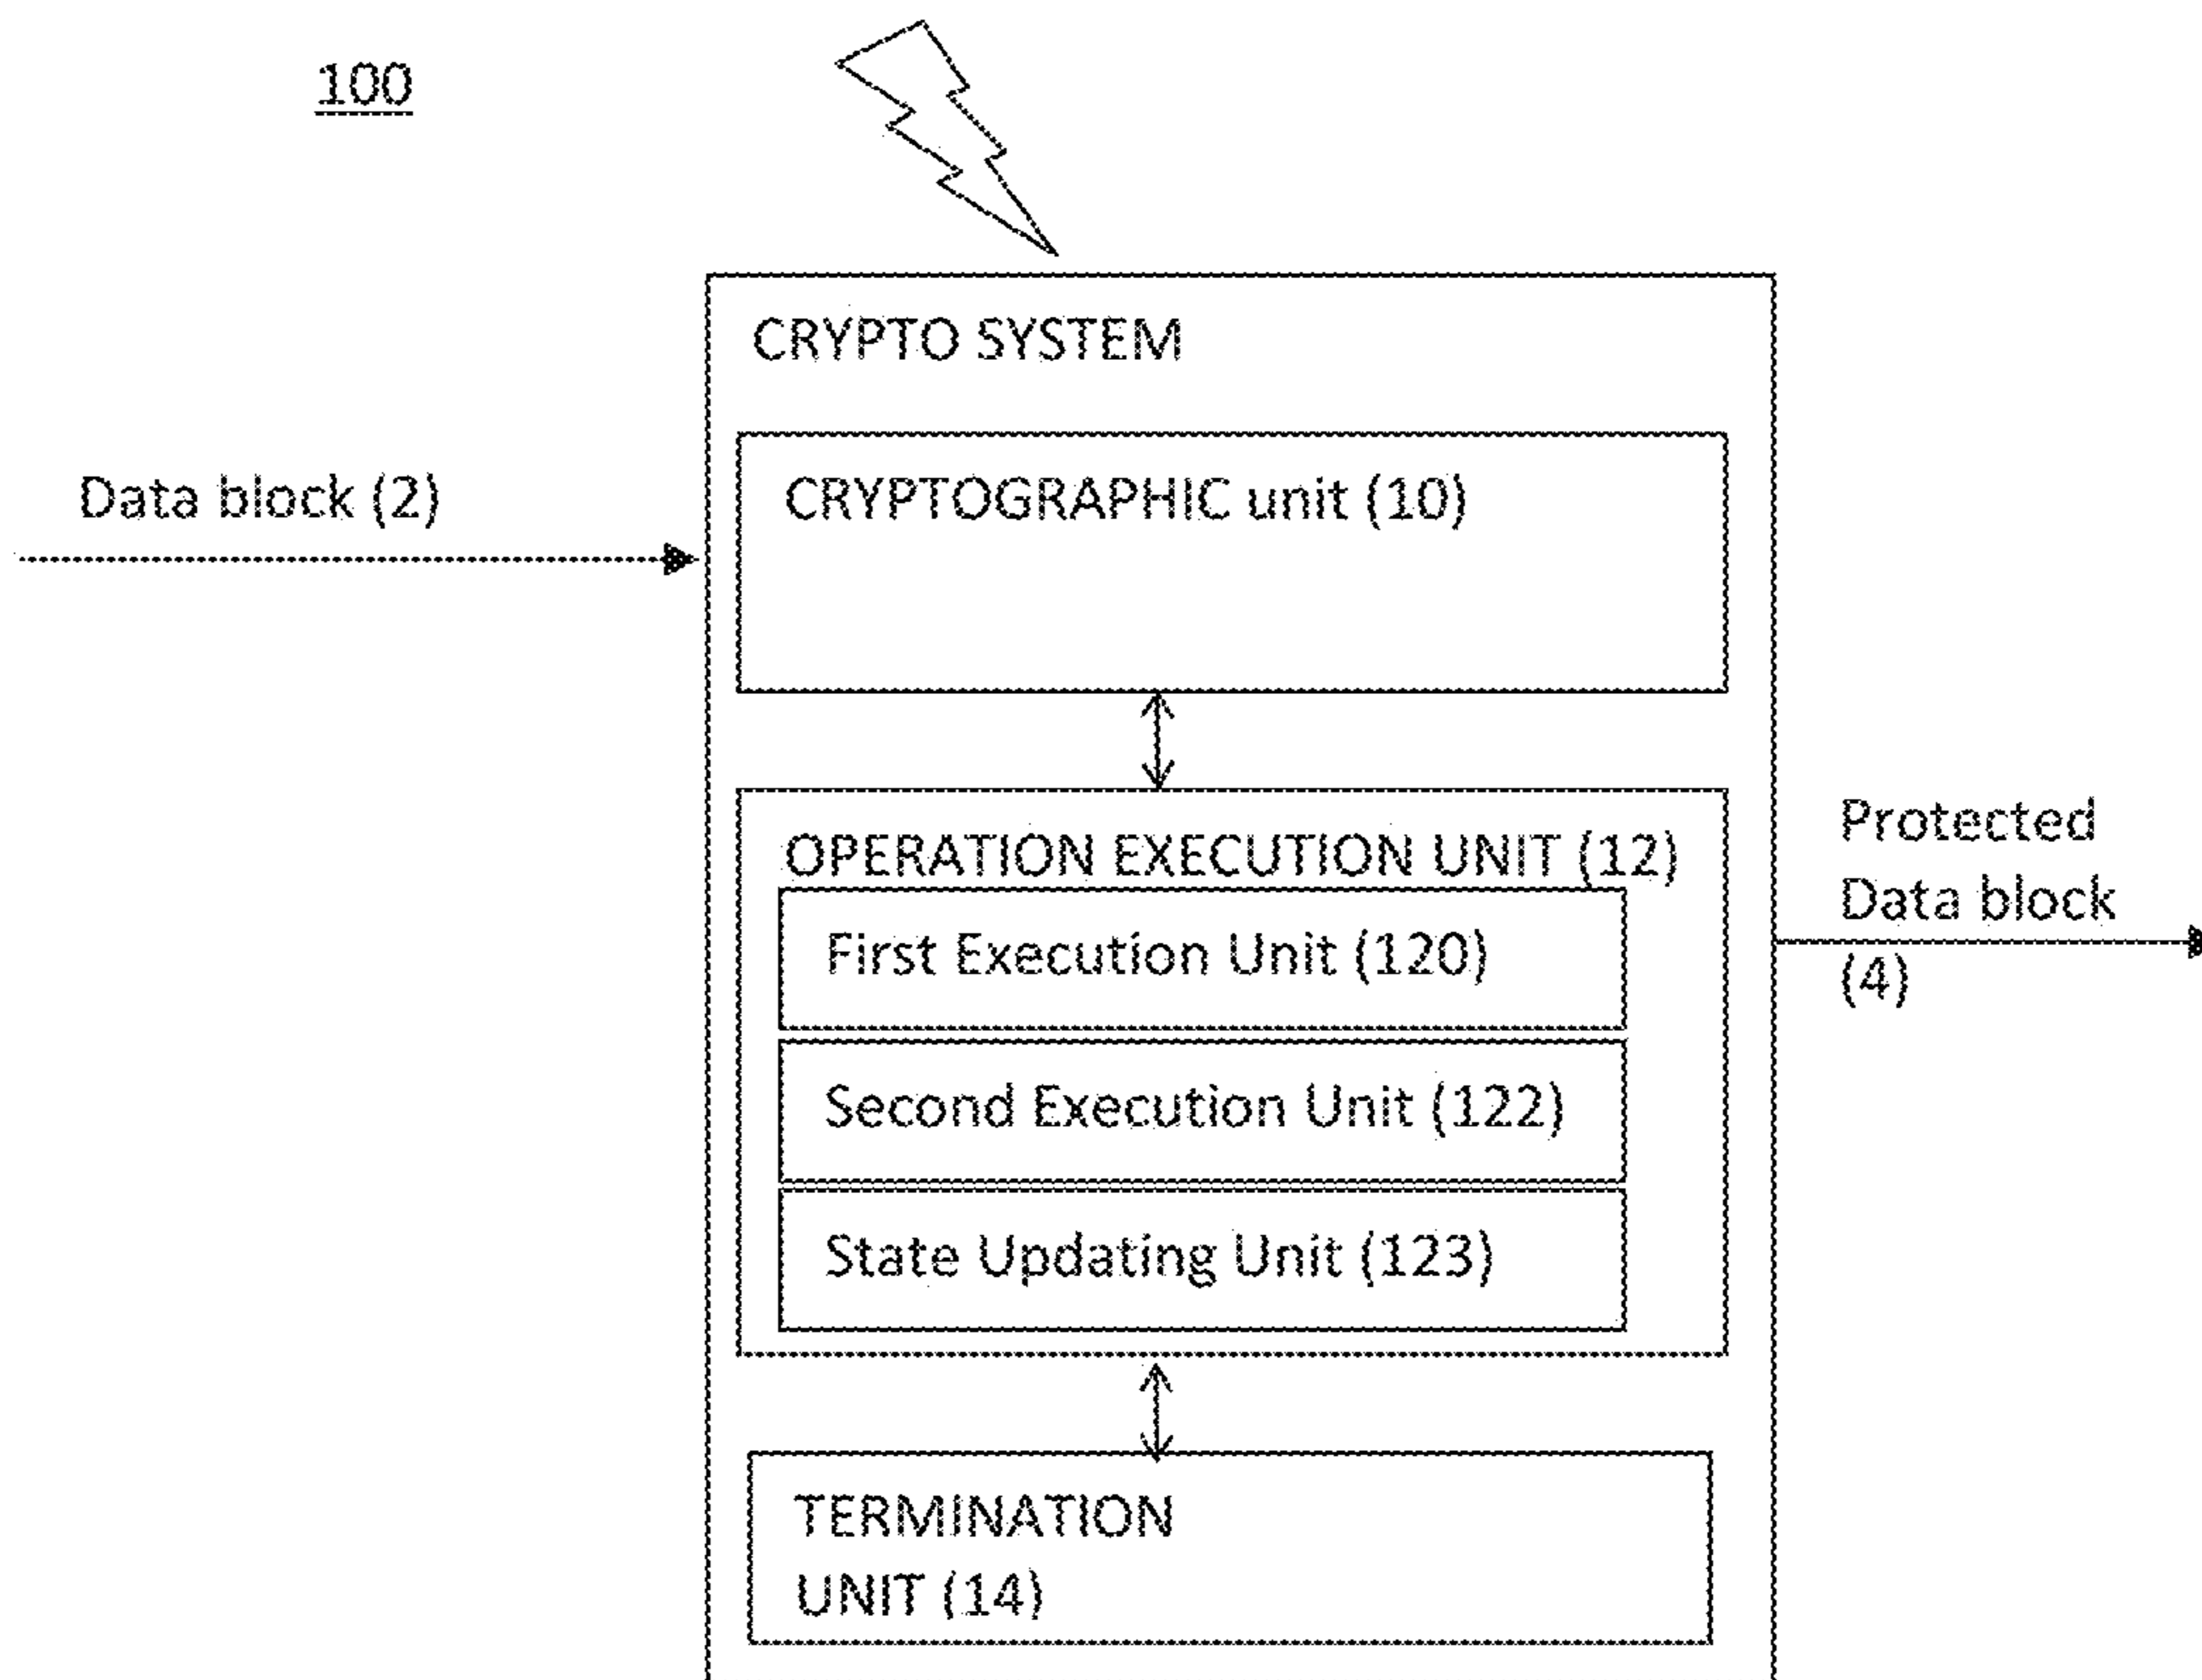 100
CRYPTO SYSTEM
Data block (2)
CRYPTOGRAPHIC unit (10)
OPERATION EXECUTION UNIT (12)
First Execution Unit (120)
Second Execution Unit (122)
State Updating Unit (123)
Protected
Data block
(4)
TERMINATION
UNIT (14)